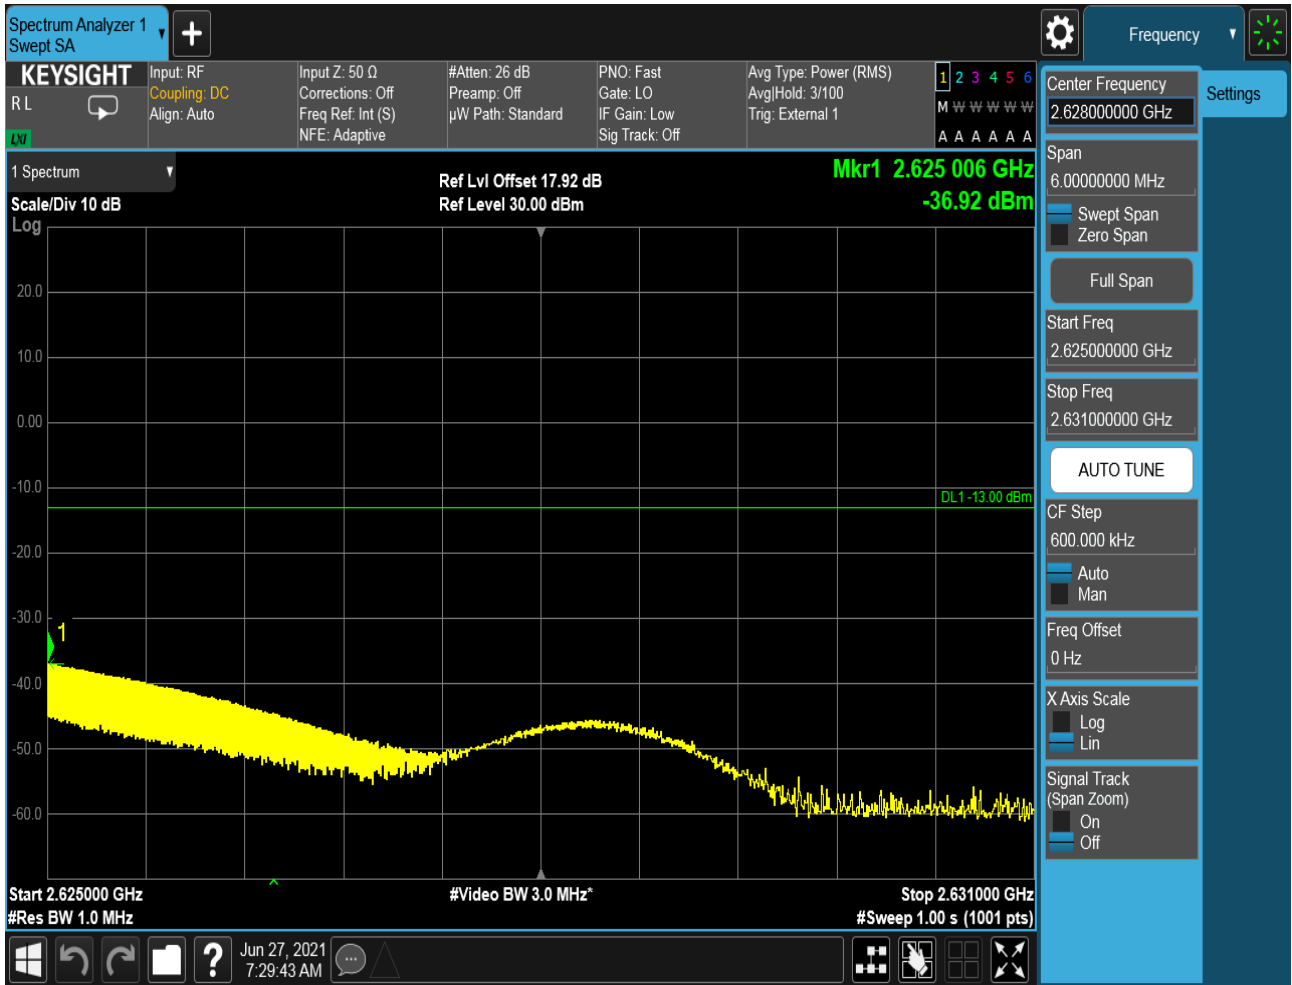 Spectrum Analyzer 1
Swept SA
Frequency
KEYSIGHT
R L
LXI
Input: RF
Coupling: DC
Align: Auto
Input Z: 50 Ω
Corrections: Off
Freq Ref: Int (S)
NFE: Adaptive
#Atten: 26 dB
Preamp: Off
µW Path: Standard
PNO: Fast
Gate: LO
IF Gain: Low
Sig Track: Off
Avg Type: Power (RMS)
Avg|Hold: 3/100
Trig: External 1
1 2 3 4 5 6
M W W W W W
A A A A A A
1 Spectrum
Scale/Div 10 dB
Log
Ref Lvl Offset 17.92 dB
Ref Level 30.00 dBm
Mkr1 2.625 006 GHz
-36.92 dBm
20.0
10.0
0.00
-10.0
-20.0
-30.0
-40.0
-50.0
-60.0
DL1 -13.00 dBm
1
Start 2.625000 GHz
#Res BW 1.0 MHz
#Video BW 3.0 MHz*
Stop 2.631000 GHz
#Sweep 1.00 s (1001 pts)
Jun 27, 2021
7:29:43 AM
Settings
Center Frequency
2.628000000 GHz
Span
6.00000000 MHz
Swept Span
Zero Span
Full Span
Start Freq
2.625000000 GHz
Stop Freq
2.631000000 GHz
AUTO TUNE
CF Step
600.000 kHz
Auto
Man
Freq Offset
0 Hz
X Axis Scale
Log
Lin
Signal Track
(Span Zoom)
On
Off